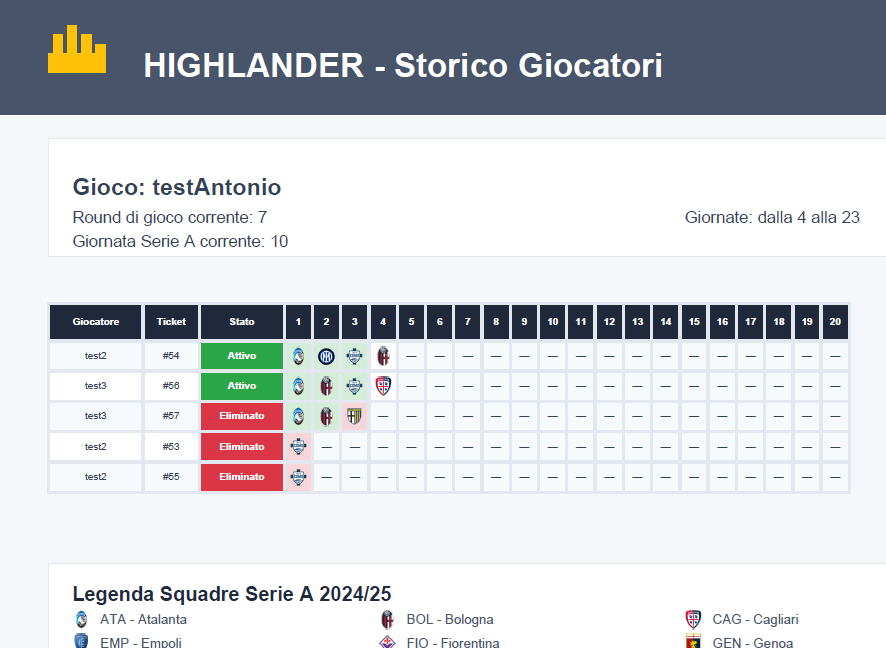 HIGHLANDER - Storico Giocatori
Gioco: testAntonio
Round di gioco corrente: 7
Giornate: dalla 4 alla 23
Giornata Serie A corrente: 10
Giocatore Ticket Stato 1 2 3 4 5 6 7 8 9 10 11 12 13 14 15 16 17 18 19 20
test2 #54 Attivo — — — — — — — — — — — — — — — —
test3 #56 Attivo — — — — — — — — — — — — — — — —
test3 #57 Eliminato — — — — — — — — — — — — — — — — —
test2 #53 Eliminato — — — — — — — — — — — — — — — — — — —
test2 #55 Eliminato — — — — — — — — — — — — — — — — — — —
Legenda Squadre Serie A 2024/25
ATA - Atalanta BOL - Bologna CAG - Cagliari
EMP - Empoli FIO - Fiorentina GEN - Genoa